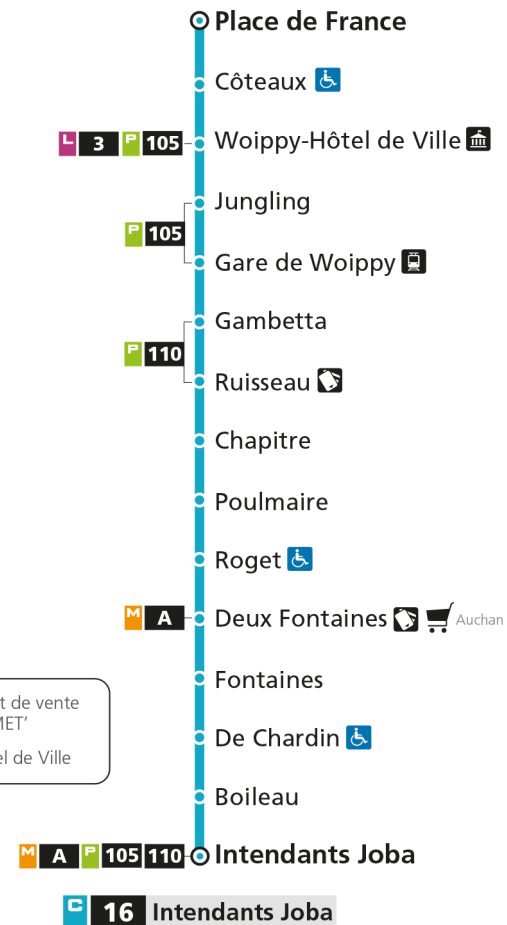 Place de France
Côteaux
L 3 P 105 Woippy-Hôtel de Ville
Jungling
P 105
Gare de Woippy
Gambetta
P 110
Ruisseau
Chapitre
Poulmaire
Roget
M A Deux Fontaines Auchan
Fontaines
t de vente
MET’
De Chardin
el de Ville
Boileau
M A P 105 110 Intendants Joba
C 16 Intendants Joba